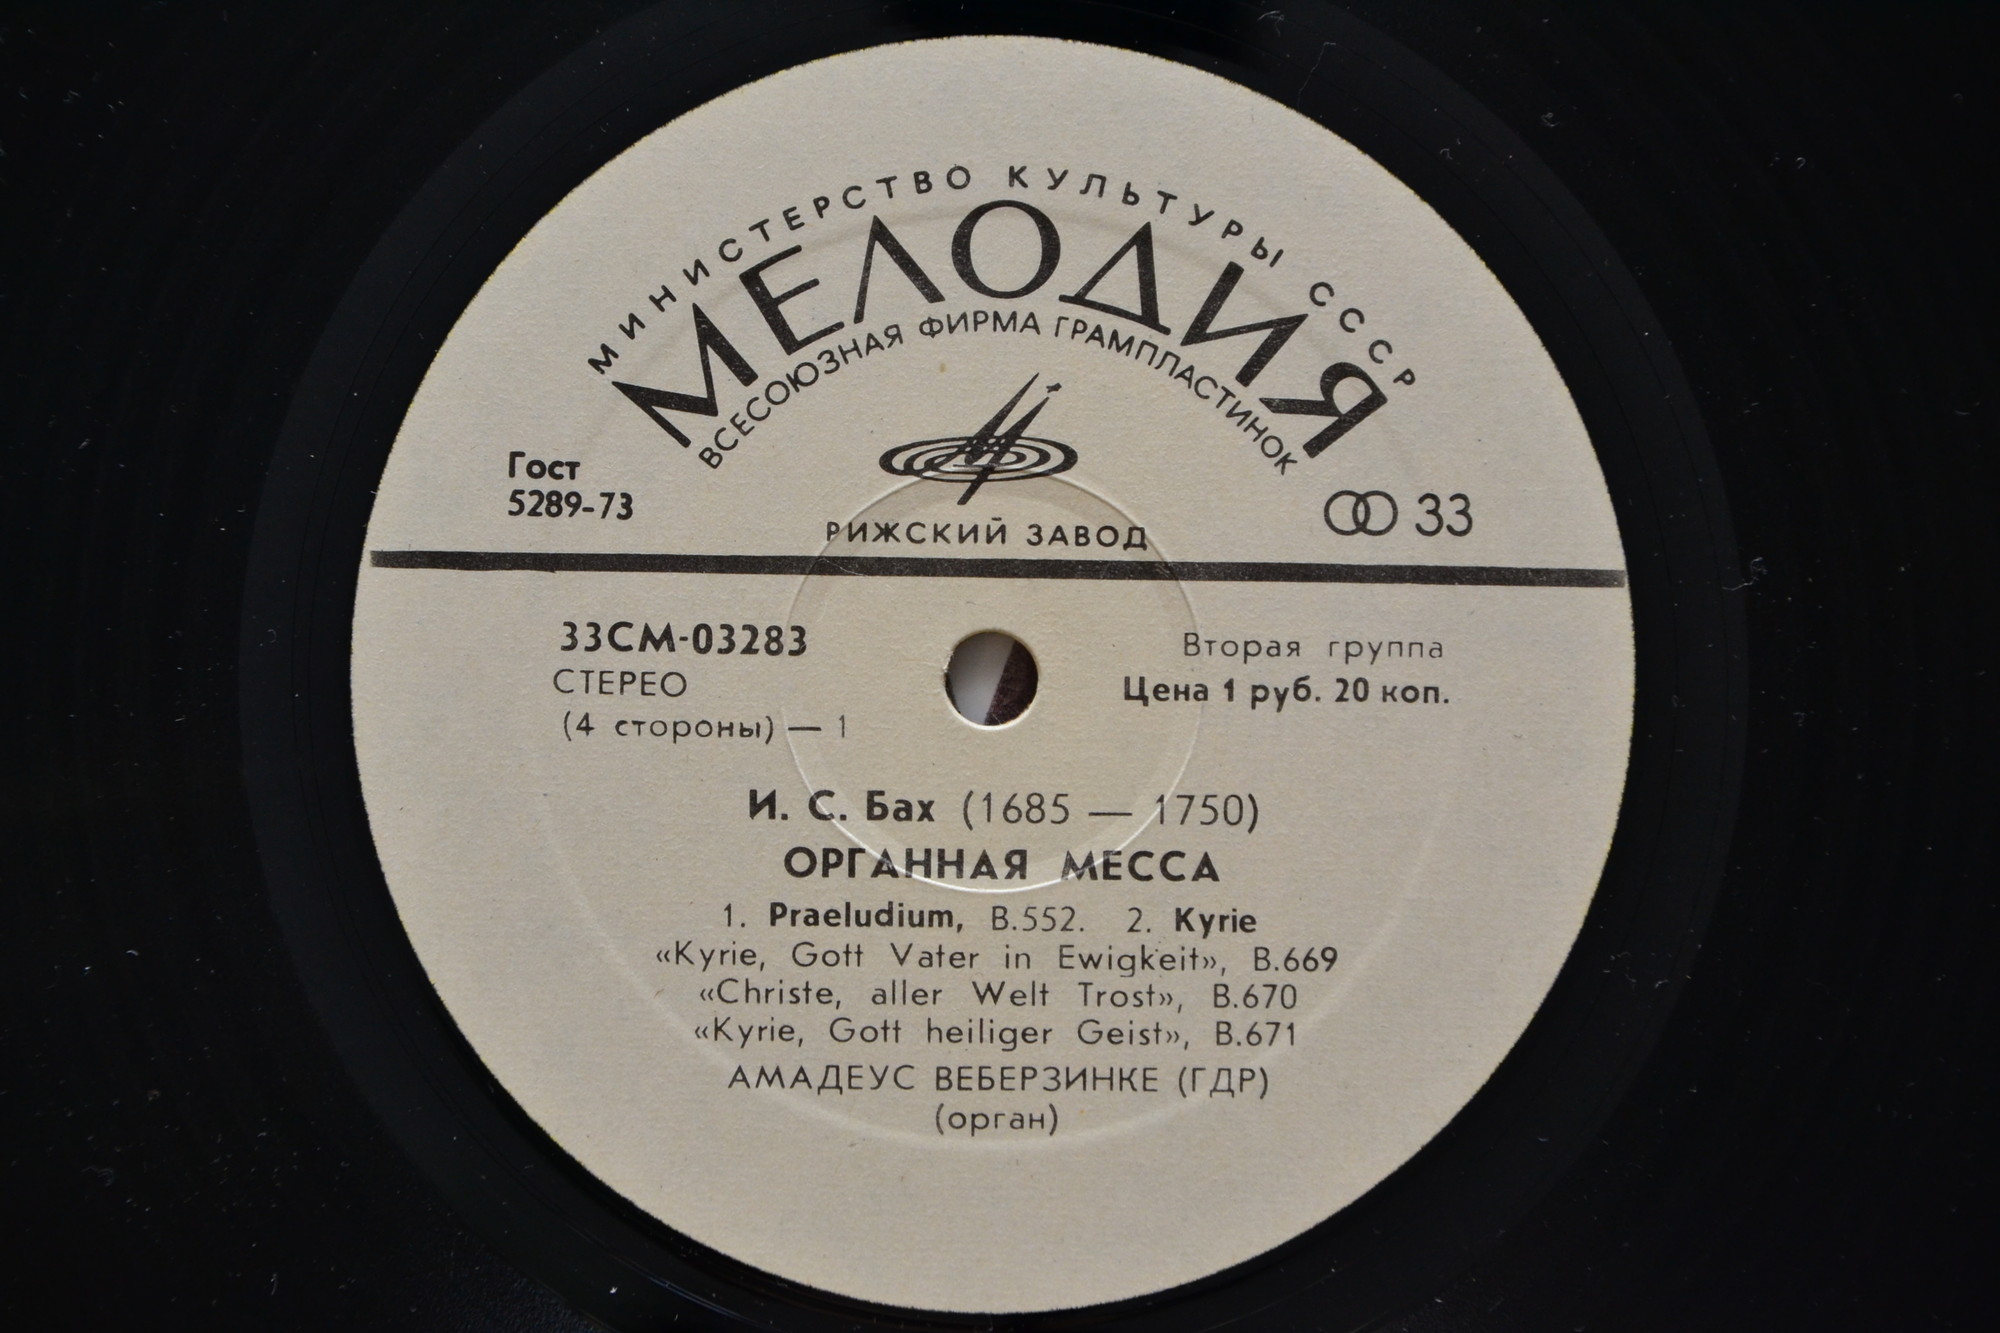 МИНИСТЕРСТВО КУЛЬТУРЫ СССР
МЕЛОДИЯ
ВСЕСОЮЗНАЯ ФИРМА ГРАМПЛАСТИНОК
Гост
5289-73
33
РИЖСКИЙ ЗАВОД
33СМ-03283
СТЕРЕО
(4 стороны) — 1
Вторая группа
Цена 1 руб. 20 коп.
И. С. Бах (1685 — 1750)
ОРГАННАЯ МЕССА
1. Praeludium, B.552. 2. Kyrie
«Kyrie, Gott Vater in Ewigkeit», B.669
«Christe, aller Welt Trost», B.670
«Kyrie, Gott heiliger Geist», B.671
АМАДЕУС ВЕБЕРЗИНКЕ (ГДР)
(орган)